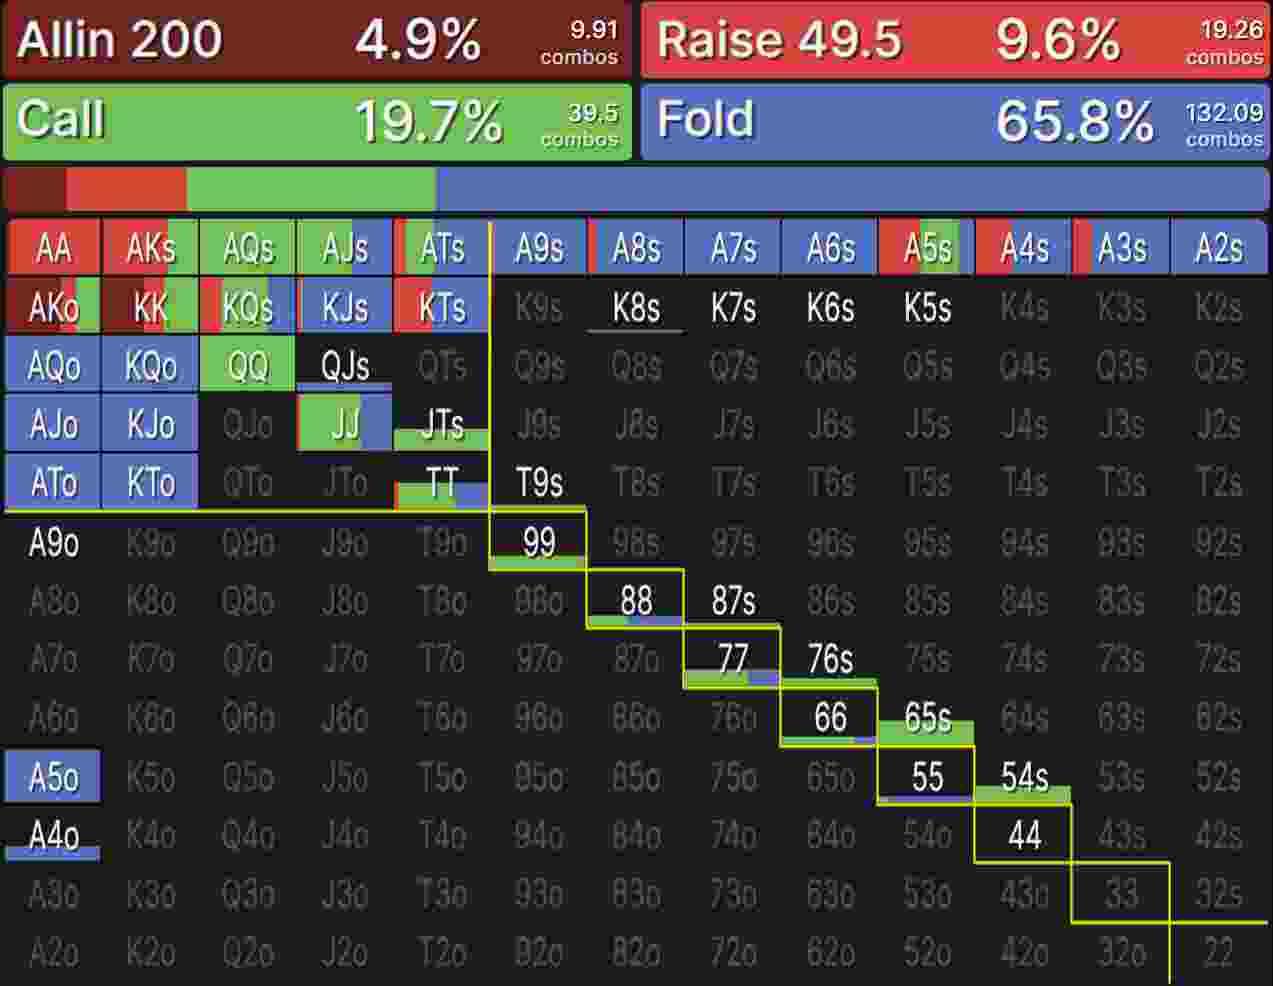 Allin 200 4.9% 9.91 combos
Raise 49.5 9.6% 19.26 combos
Call 19.7% 39.5 combos
Fold 65.8% 132.09 combos
AA AKs AQs AJs ATs A9s A8s A7s A6s A5s A4s A3s A2s
AKo KK KQs KJs KTs K9s K8s K7s K6s K5s K4s K3s K2s
AQo KQo QQ QJs QTs Q9s Q8s Q7s Q6s Q5s Q4s Q3s Q2s
AJo KJo QJo JJ JTs J9s J8s J7s J6s J5s J4s J3s J2s
ATo KTo QTo JTo TT T9s T8s T7s T6s T5s T4s T3s T2s
A9o K9o Q9o J9o T9o 99 98s 97s 96s 95s 94s 93s 92s
A8o K8o Q8o J8o T8o 98o 88 87s 86s 85s 84s 83s 82s
A7o K7o Q7o J7o T7o 97o 87o 77 76s 75s 74s 73s 72s
A6o K6o Q6o J6o T6o 96o 86o 76o 66 65s 64s 63s 62s
A5o K5o Q5o J5o T5o 95o 85o 75o 65o 55 54s 53s 52s
A4o K4o Q4o J4o T4o 94o 84o 74o 64o 54o 44 43s 42s
A3o K3o Q3o J3o T3o 93o 83o 73o 63o 53o 43o 33 32s
A2o K2o Q2o J2o T2o 92o 82o 72o 62o 52o 42o 32o 22